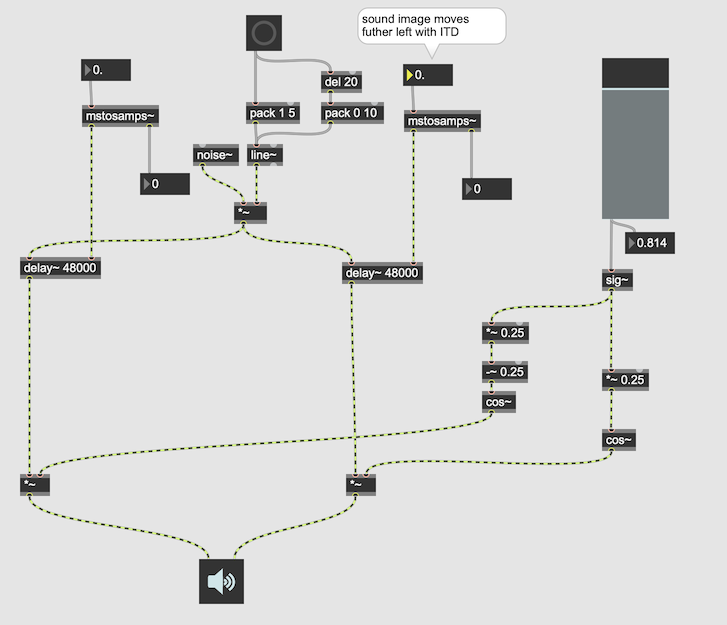 sound image moves
futher left with ITD
0.
del 20
0.
mstosamps~
pack 1 5
pack 0 10
mstosamps~
noise~
line~
0
0
*~
0.814
delay~ 48000
delay~ 48000
sig~
*~ 0.25
-~ 0.25
*~ 0.25
cos~
cos~
*~
*~